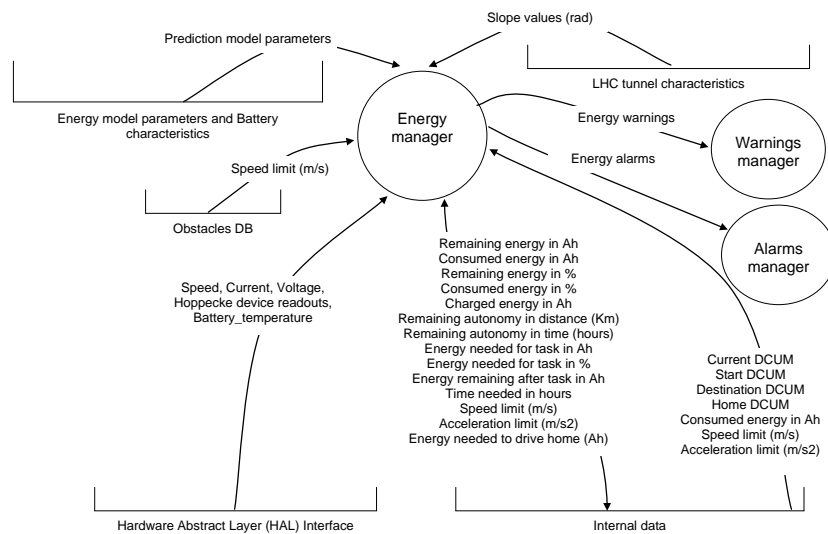 Slope values (rad)
Prediction model parameters
LHC tunnel characteristics
Energy model parameters and Battery
characteristics
Energy
manager
Energy warnings
Warnings
manager
Energy alarms
Speed limit (m/s)
Obstacles DB
Alarms
manager
Speed, Current, Voltage,
Hoppecke device readouts,
Battery_temperature
Remaining energy in Ah
Consumed energy in Ah
Remaining energy in %
Consumed energy in %
Charged energy in Ah
Remaining autonomy in distance (Km)
Remaining autonomy in time (hours)
Energy needed for task in Ah
Energy needed for task in %
Energy remaining after task in Ah
Time needed in hours
Speed limit (m/s)
Acceleration limit (m/s2)
Energy needed to drive home (Ah)
Current DCUM
Start DCUM
Destination DCUM
Home DCUM
Consumed energy in Ah
Speed limit (m/s)
Acceleration limit (m/s2)
Hardware Abstract Layer (HAL) Interface
Internal data